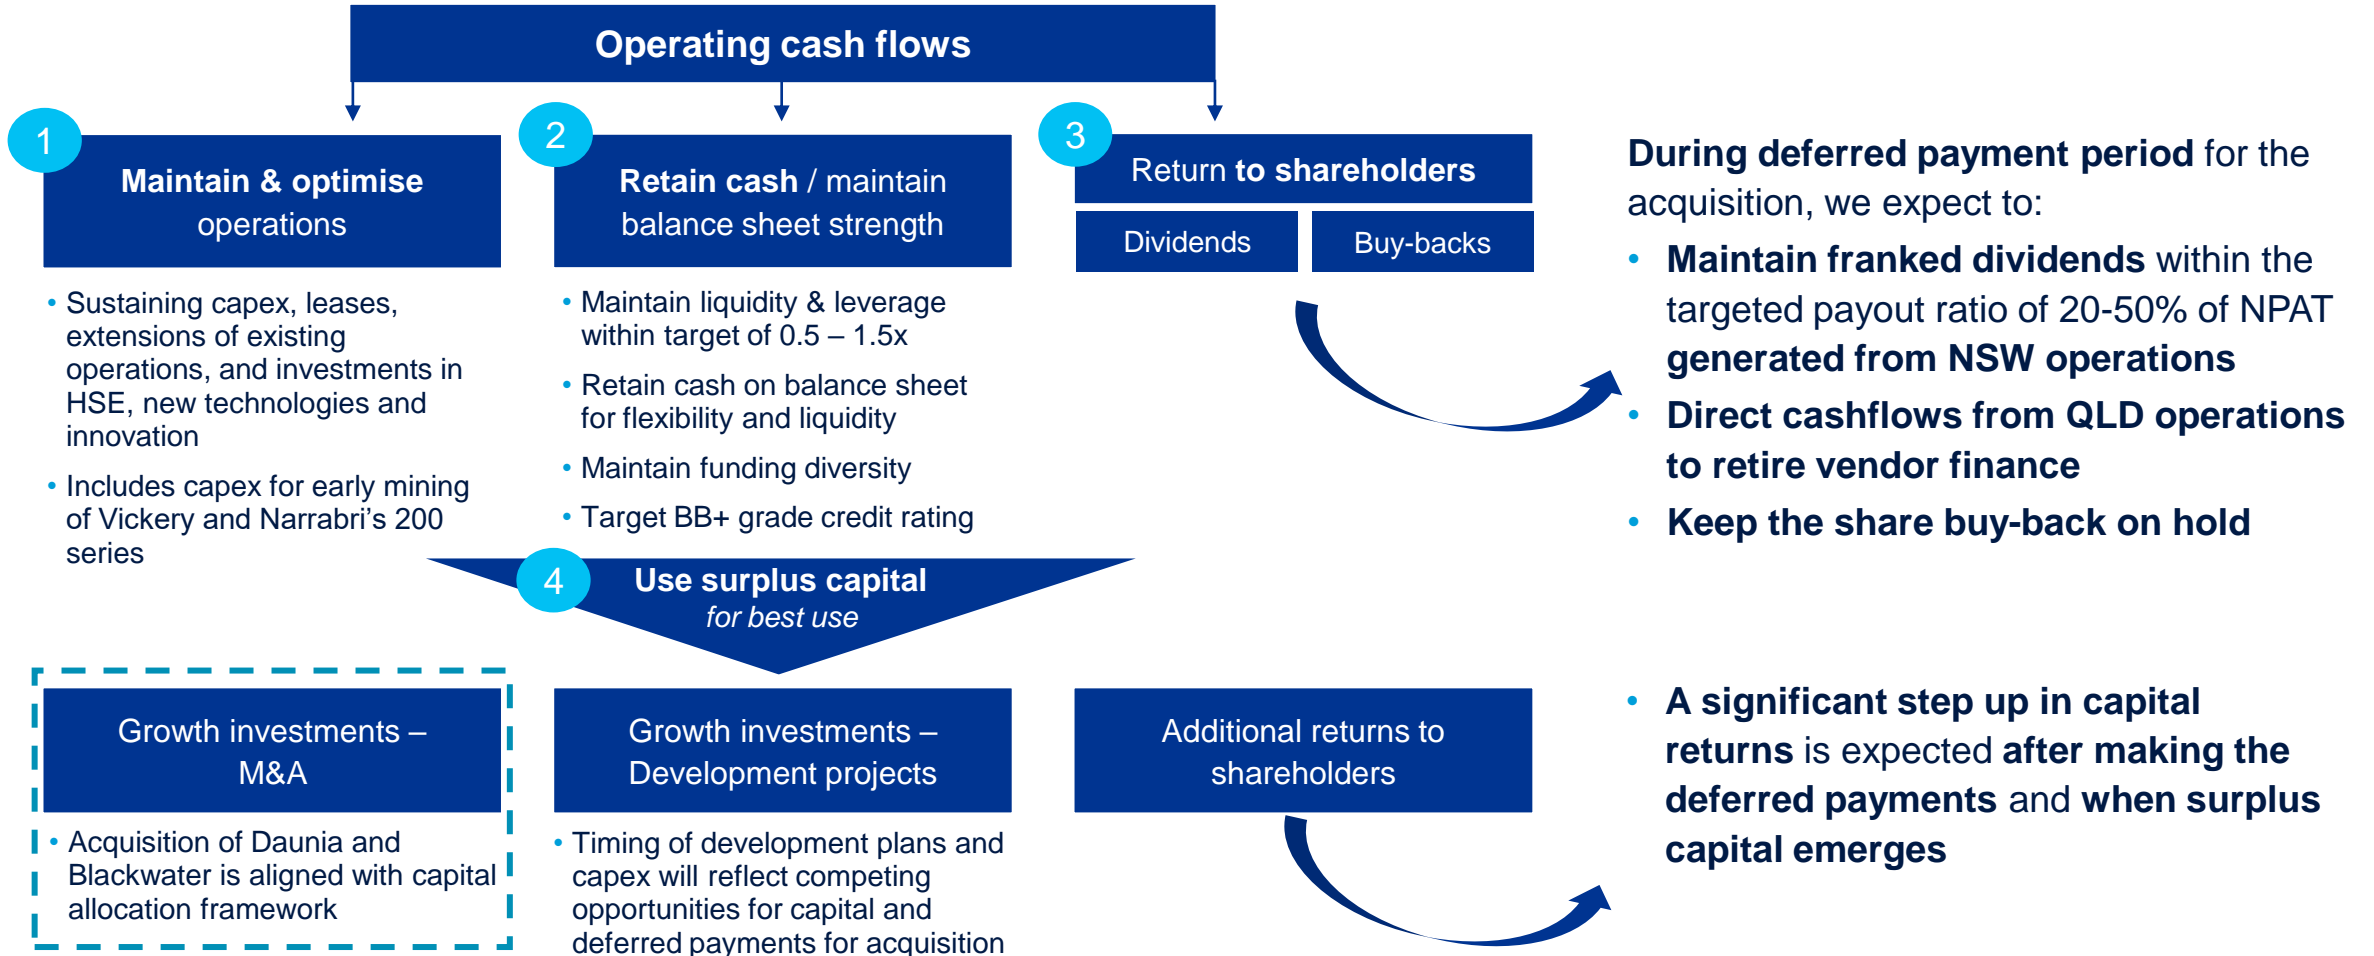 Operating cash flows
1
Maintain & optimise
operations
• Sustaining capex, leases,
extensions of existing
operations, and investments in
HSE, new technologies and
innovation
• Includes capex for early mining
of Vickery and Narrabri's 200
series
2
Retain cash / maintain
balance sheet strength
• Maintain liquidity & leverage
within target of 0.5 – 1.5x
• Retain cash on balance sheet
for flexibility and liquidity
• Maintain funding diversity
• Target BB+ grade credit rating
3
Return to shareholders
Dividends
Buy-backs
During deferred payment period for the
acquisition, we expect to:
• Maintain franked dividends within the
targeted payout ratio of 20-50% of NPAT
generated from NSW operations
• Direct cashflows from QLD operations
to retire vendor finance
• Keep the share buy-back on hold
4
Use surplus capital
for best use
Growth investments –
M&A
• Acquisition of Daunia and
Blackwater is aligned with capital
allocation framework
Growth investments –
Development projects
• Timing of development plans and
capex will reflect competing
opportunities for capital and
deferred payments for acquisition
Additional returns to
shareholders
• A significant step up in capital
returns is expected after making the
deferred payments and when surplus
capital emerges